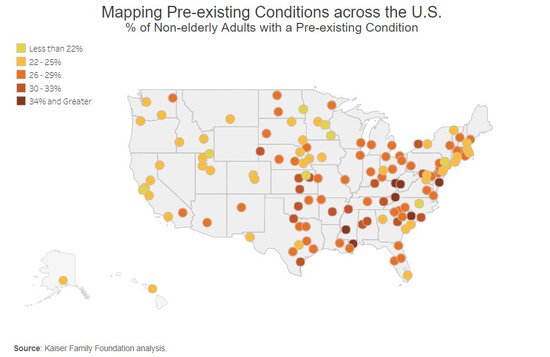 Mapping Pre-existing Conditions across the U.S.
% of Non-elderly Adults with a Pre-existing Condition
Less than 22%
22 - 25%
26 - 29%
30 - 33%
34% and Greater
Source: Kaiser Family Foundation analysis.